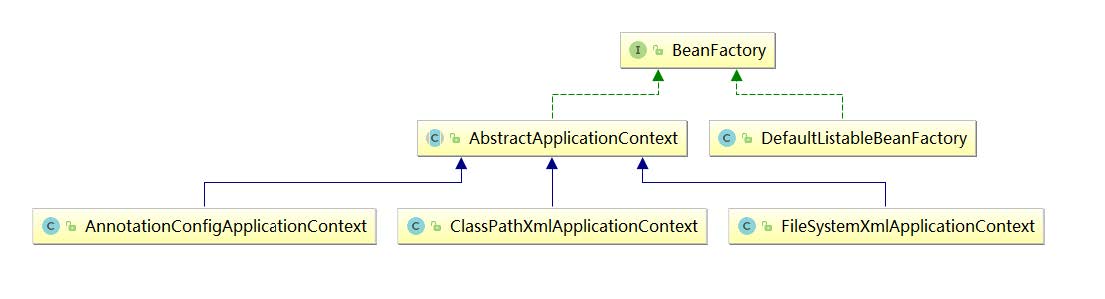 I BeanFactory
C AbstractApplicationContext C DefaultListableBeanFactory
C AnnotationConfigApplicationContext C ClassPathXmlApplicationContext C FileSystemXmlApplicationContext